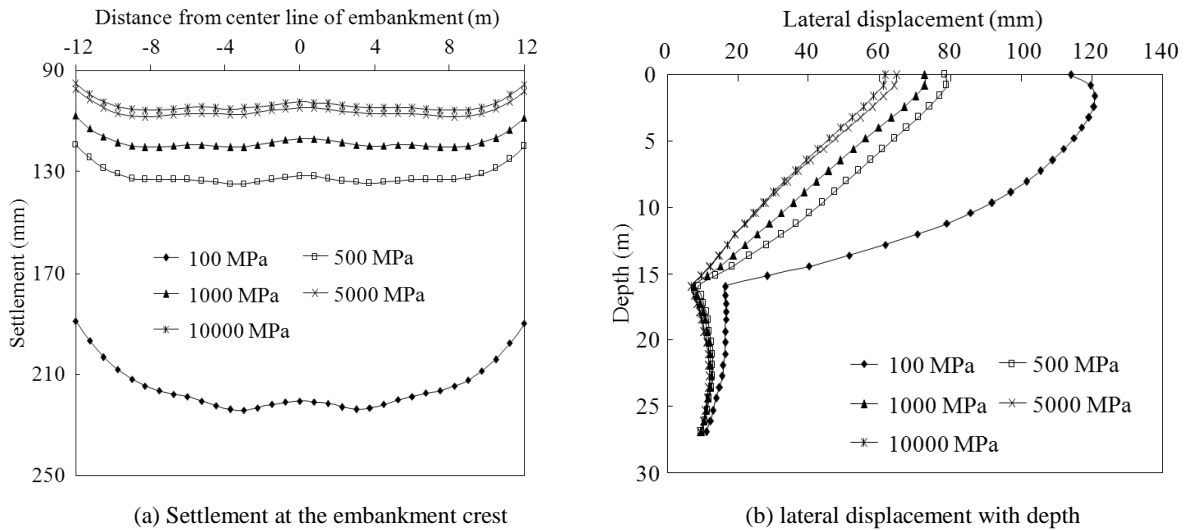 Distance from center line of embankment (m)
-12 -8 -4 0 4 8 12
90
130
170
210
250
Settlement (mm)
100 MPa 500 MPa
1000 MPa 5000 MPa
10000 MPa
(a) Settlement at the embankment crest
Lateral displacement (mm)
0 20 40 60 80 100 120 140
0
5
10
15
20
25
30
Depth (m)
100 MPa 500 MPa
1000 MPa 5000 MPa
10000 MPa
(b) lateral displacement with depth